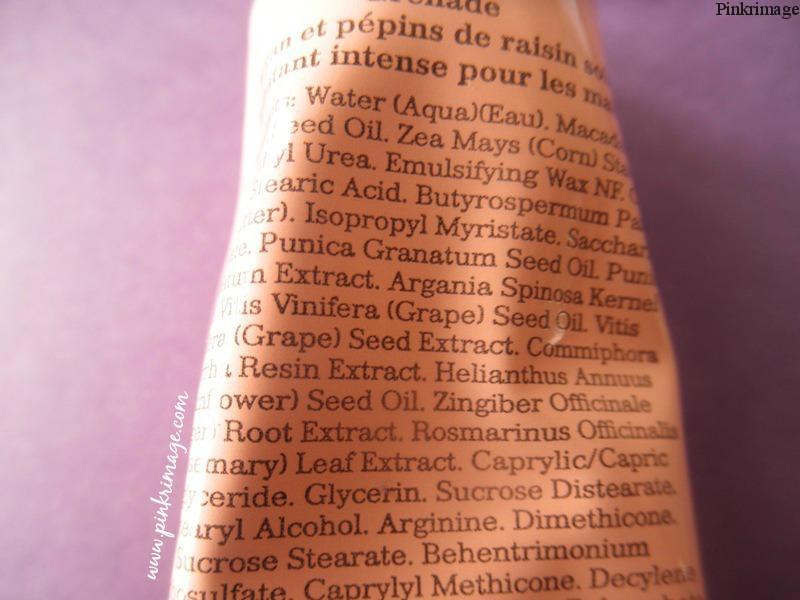 Pinkrimage
et pépins de raisin
intense pour les
Water (Aqua)(Eau).
Seed Oil. Zea Mays (Corn)
Urea. Emulsifying Wax NF.
Stearic Acid. Butyrospermum
Isopropyl Myristate.
Punica Granatum Seed Oil.
Extract. Argania Spinosa Kernel
Vitis Vinifera (Grape) Seed Oil. Vitis
(Grape) Seed Extract. Commiphora
Resin Extract. Helianthus Annuus
Seed Oil. Zingiber Officinale
Root Extract. Rosmarinus Officinalis
Leaf Extract. Caprylic/Capric
Glycerin. Sucrose Distearate.
Alcohol. Arginine. Dimethicone.
Sucrose Stearate. Behentrimonium
Caprylyl Methicone. Decylene
www.pinkrimage.com